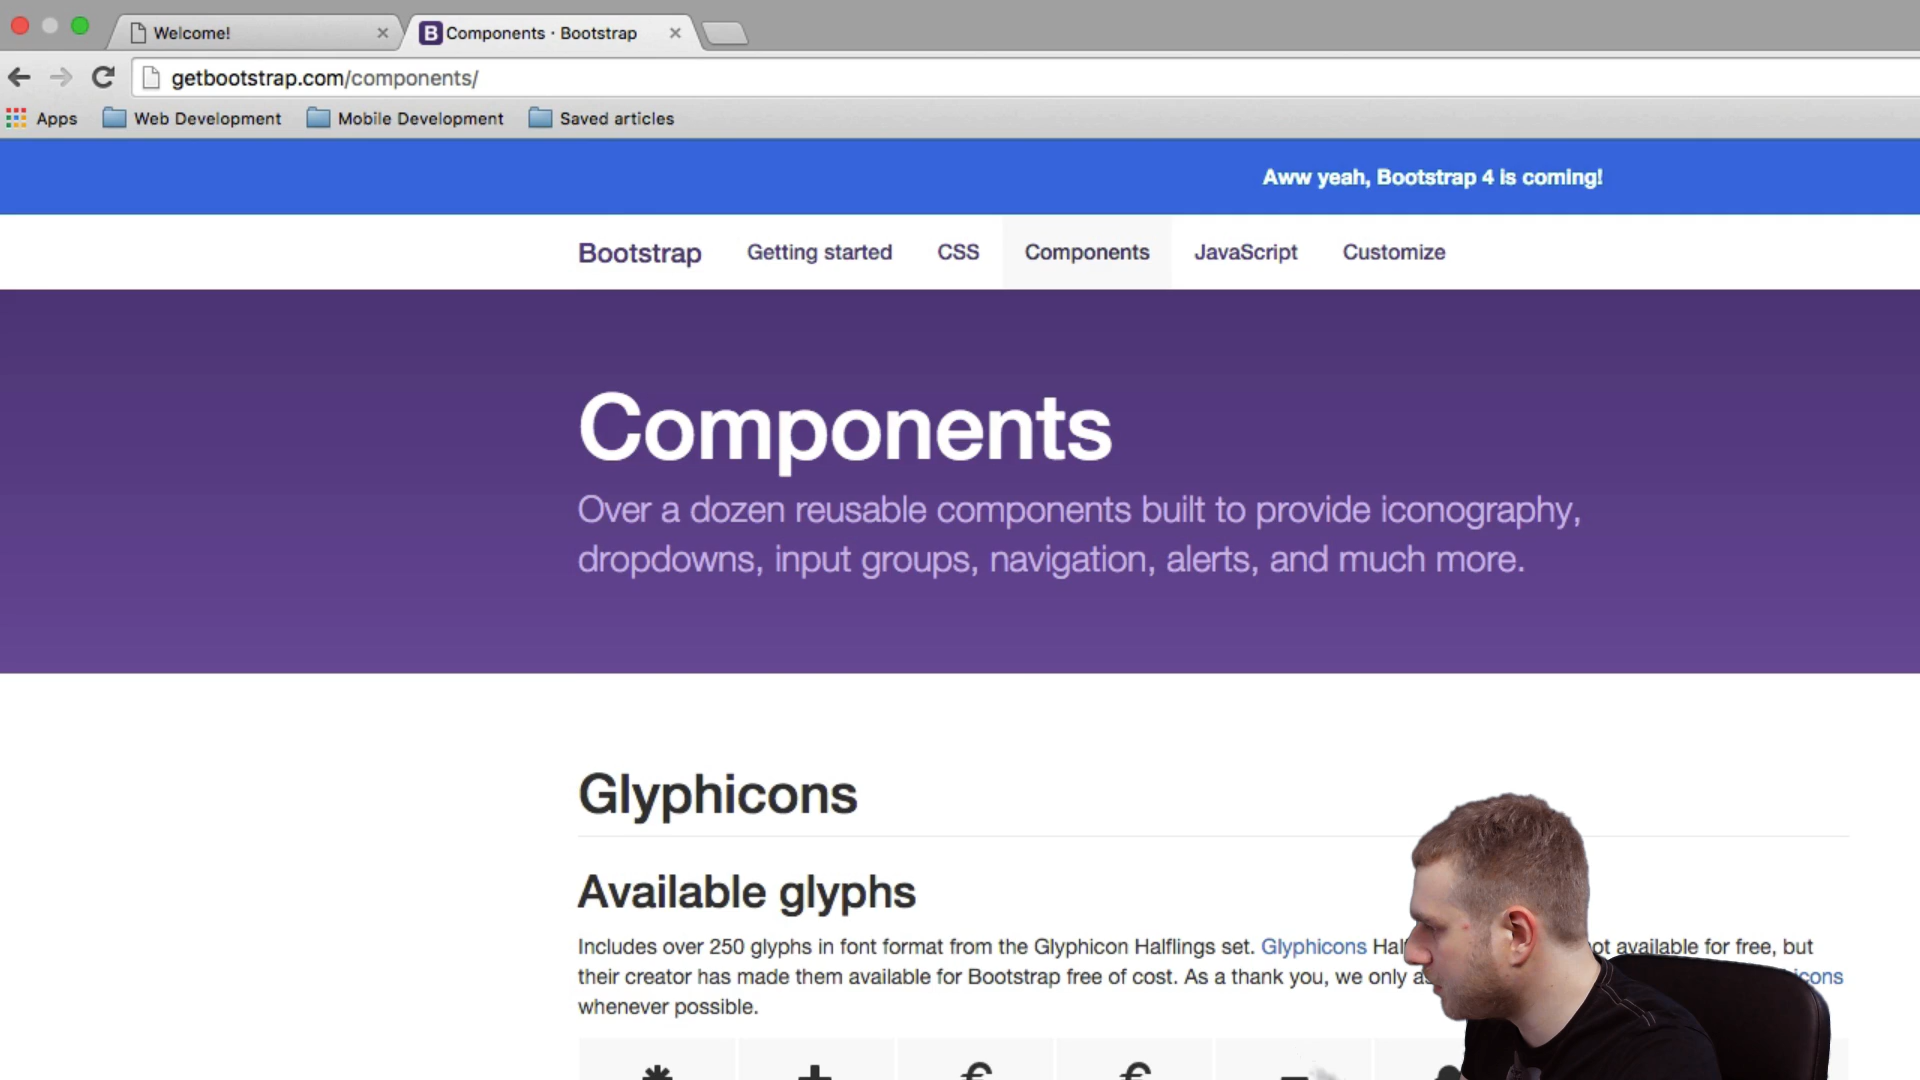 Welcome!
B Components · Bootstrap
getbootstrap.com/components/
Apps Web Development Mobile Development Saved articles
Aww yeah, Bootstrap 4 is coming!
Bootstrap Getting started CSS Components JavaScript Customize
Components
Over a dozen reusable components built to provide iconography,
dropdowns, input groups, navigation, alerts, and much more.
Glyphicons
Available glyphs
Includes over 250 glyphs in font format from the Glyphicon Halflings set. Glyphicons available for free, but
their creator has made them available for Bootstrap free of cost. As a thank you, we only
whenever possible.